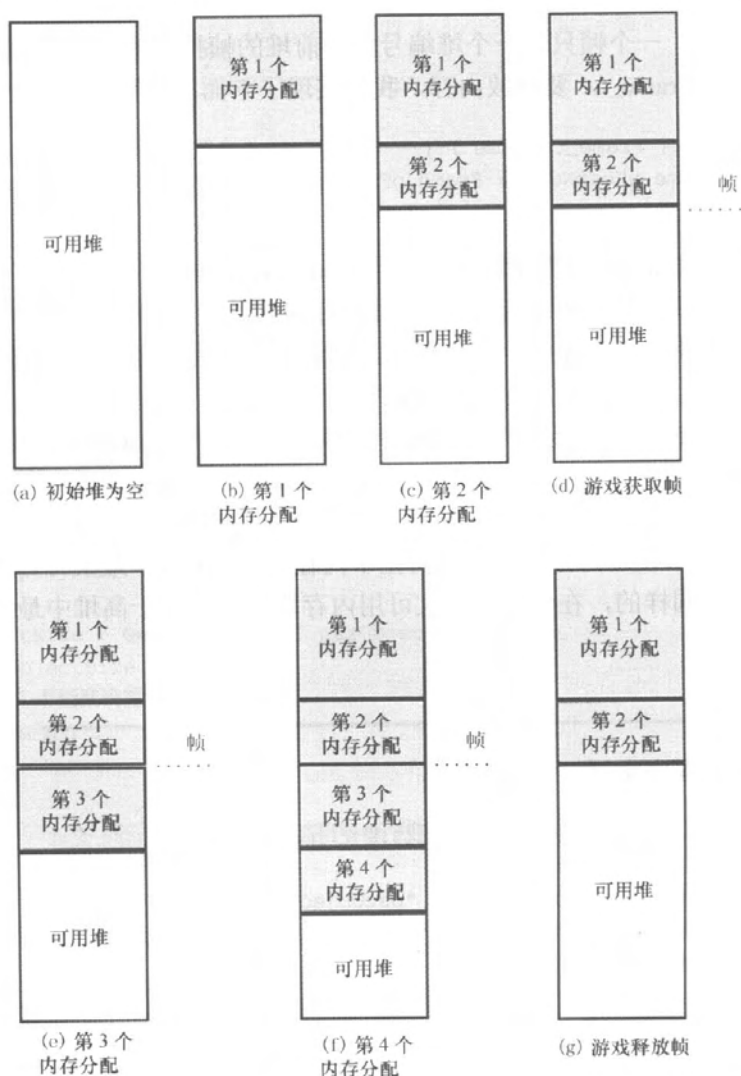 可用堆
(a) 初始堆为空
第1个
内存分配
可用堆
(b) 第1个
内存分配
第1个
内存分配
第2个
内存分配
可用堆
(c) 第2个
内存分配
第1个
内存分配
第2个
内存分配
可用堆
帧
(d) 游戏获取帧
第1个
内存分配
第2个
内存分配
帧
第3个
内存分配
可用堆
(e) 第3个
内存分配
第1个
内存分配
第2个
内存分配
帧
第3个
内存分配
第4个
内存分配
可用堆
(f) 第4个
内存分配
第1个
内存分配
第2个
内存分配
可用堆
(g) 游戏释放帧